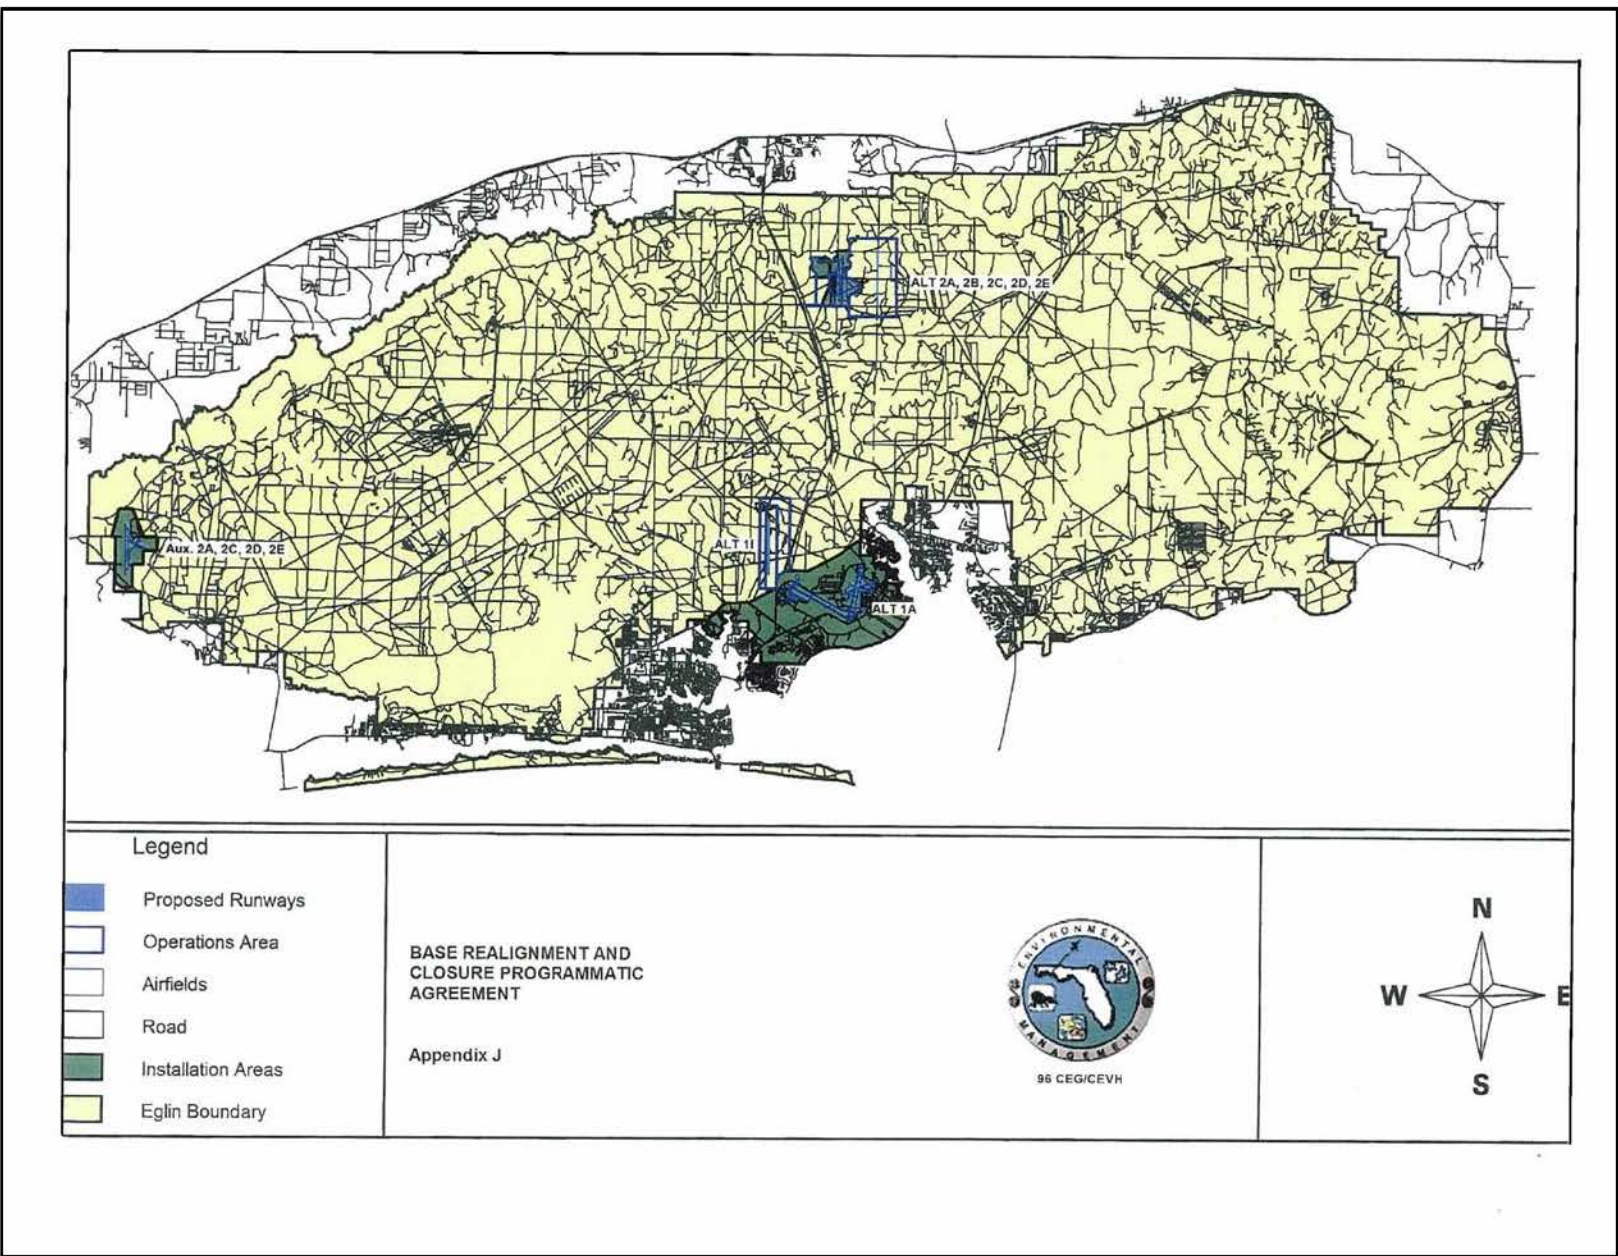 ALT 2A, 2B, 2C, 2D, 2E
Aux. 2A, 2C, 2D, 2E
ALT 1I
ALT 1A
Legend
Proposed Runways
Operations Area
Airfields
Road
Installation Areas
Eglin Boundary
BASE REALIGNMENT AND
CLOSURE PROGRAMMATIC
AGREEMENT
Appendix J
ENVIRONMENTAL
MANAGEMENT
96 CEG/CEVH
N
W E
S